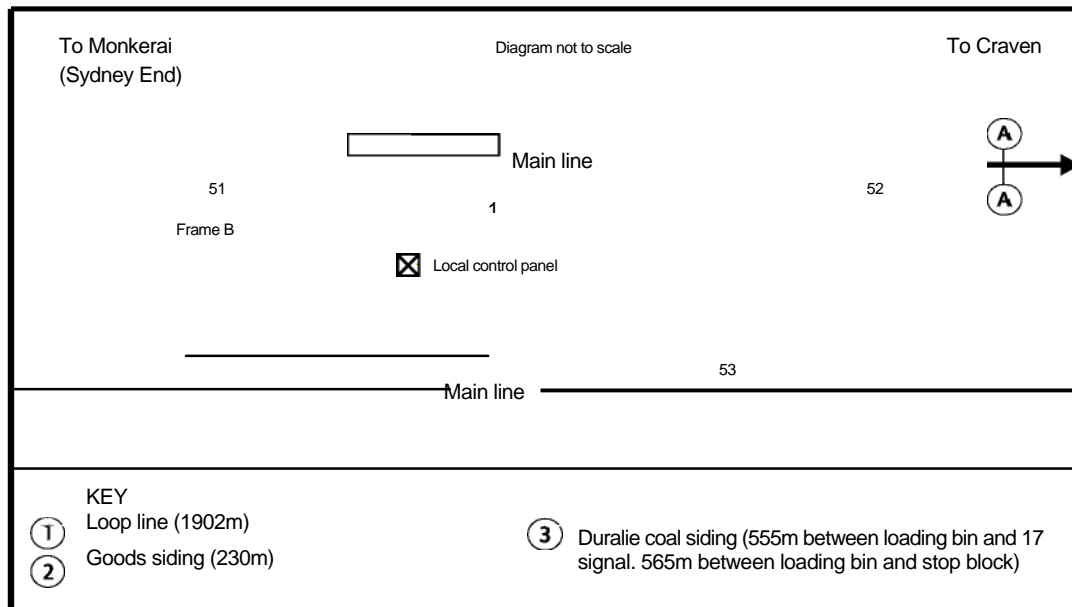 To Monkerai
(Sydney End)
Diagram not to scale
To Craven
A
Main line
A
51
52
1
Frame B
Local control panel
53
Main line
KEY
1 Loop line (1902m)
2 Goods siding (230m)
3 Duralie coal siding (555m between loading bin and 17
signal. 565m between loading bin and stop block)